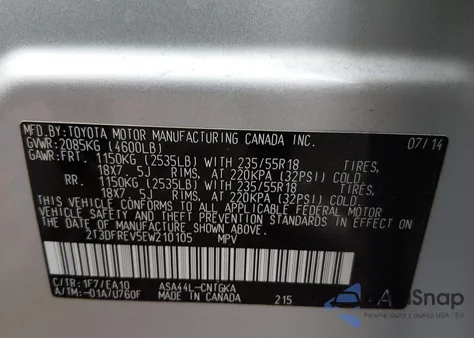 MFD.BY:TOYOTA MOTOR MANUFACTURING CANADA INC.
GVWR: 2085KG (4600LB) 07/14
GAWR:FRT. 1150KG (2535LB) WITH 235/55R18 TIRES,
18X7. 5J RIMS, AT 220KPA (32PSI) COLD.
RR. 1150KG (2535LB) WITH 235/55R18 TIRES,
18X7. 5J RIMS, AT 220KPA (32PSI) COLD.
THIS VEHICLE CONFORMS TO ALL APPLICABLE FEDERAL MOTOR
VEHICLE SAFETY STANDARDS IN EFFECT ON THE DATE OF
MANUFACTURE SHOWN ABOVE.
2T3DFREV5EW210105 MPV
C/TR:1F7/EA10 ASA44L-CNTGKA
A/TM:-01A/U760F MADE IN CANADA 215
AutoSnap